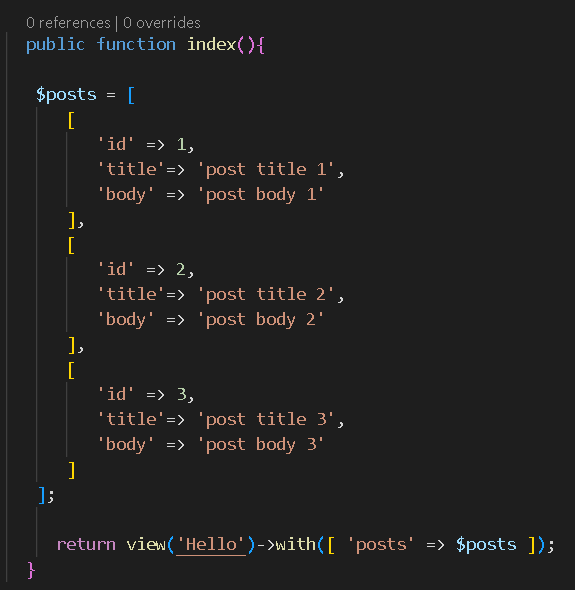 0 references | 0 overrides
public function index(){
$posts = [
[
'id' => 1,
'title'=> 'post title 1',
'body' => 'post body 1'
],
[
'id' => 2,
'title'=> 'post title 2',
'body' => 'post body 2'
],
[
'id' => 3,
'title'=> 'post title 3',
'body' => 'post body 3'
]
];
return view('Hello')->with([ 'posts' => $posts ]);
}